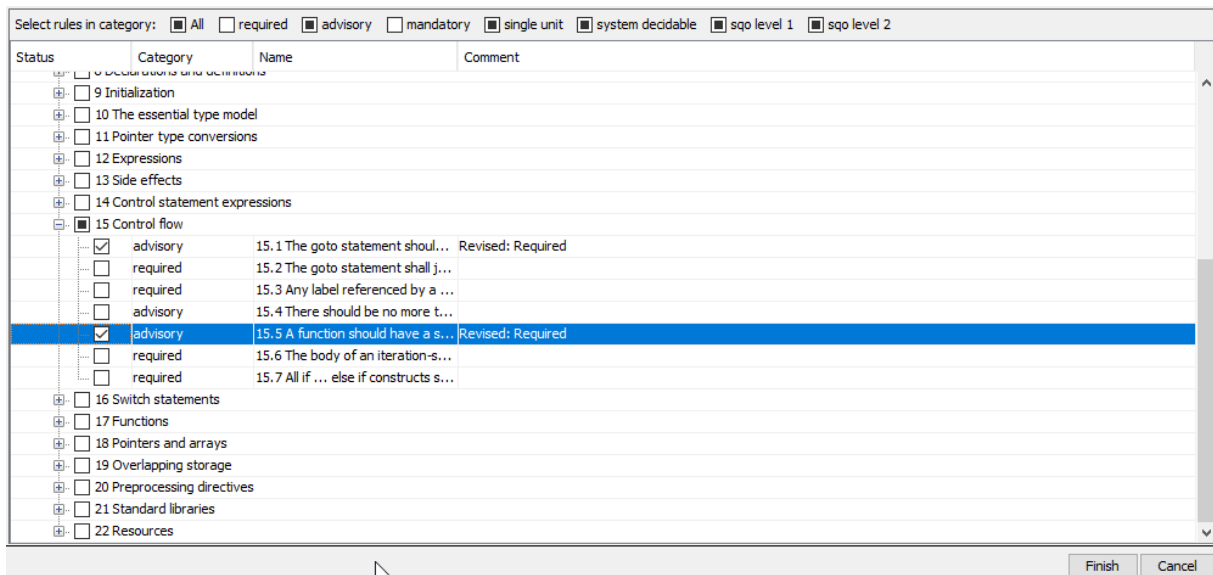 Select rules in category: All required advisory mandatory single unit system decidable sqo level 1 sqo level 2
Status Category Name Comment
8 Declarations and definitions
9 Initialization
10 The essential type model
11 Pointer type conversions
12 Expressions
13 Side effects
14 Control statement expressions
15 Control flow
advisory 15.1 The goto statement shoul... Revised: Required
required 15.2 The goto statement shall j...
required 15.3 Any label referenced by a ...
advisory 15.4 There should be no more t...
advisory 15.5 A function should have a s... Revised: Required
required 15.6 The body of an iteration-s...
required 15.7 All if ... else if constructs s...
16 Switch statements
17 Functions
18 Pointers and arrays
19 Overlapping storage
20 Preprocessing directives
21 Standard libraries
22 Resources
Finish Cancel